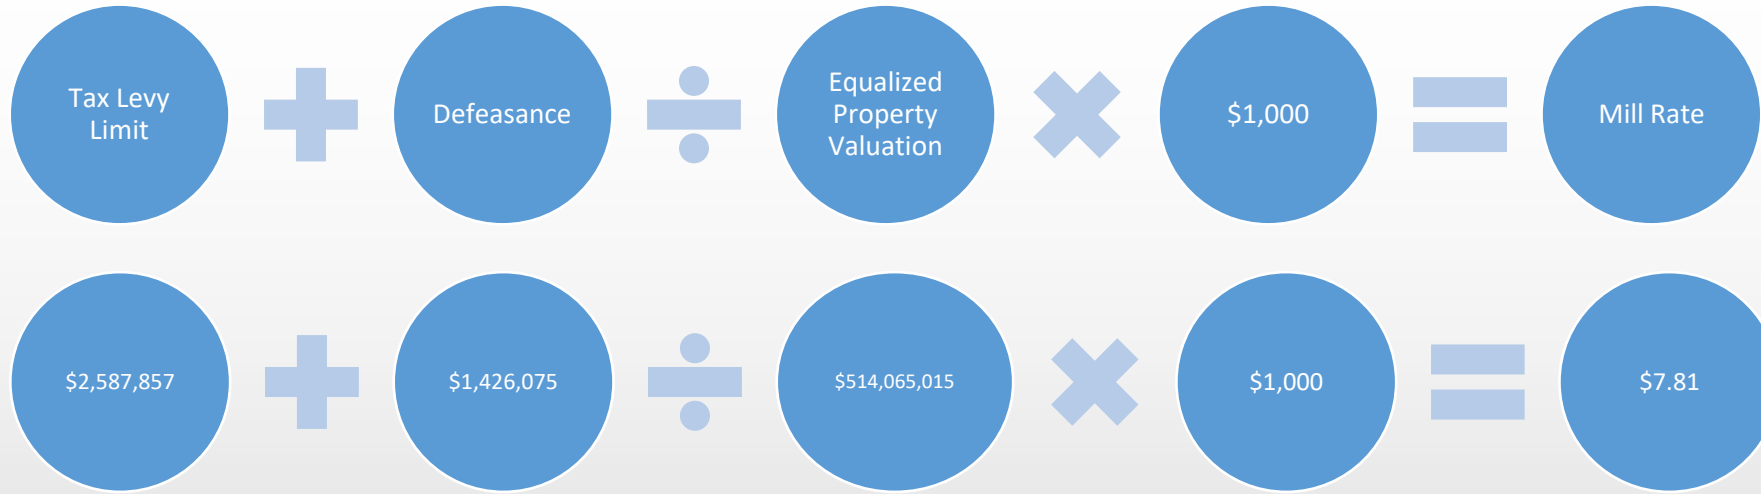 Tax Levy
Limit
Defeasance
Equalized
Property
Valuation
$1,000
Mill Rate
$2,587,857
$1,426,075
$514,065,015
$1,000
$7.81